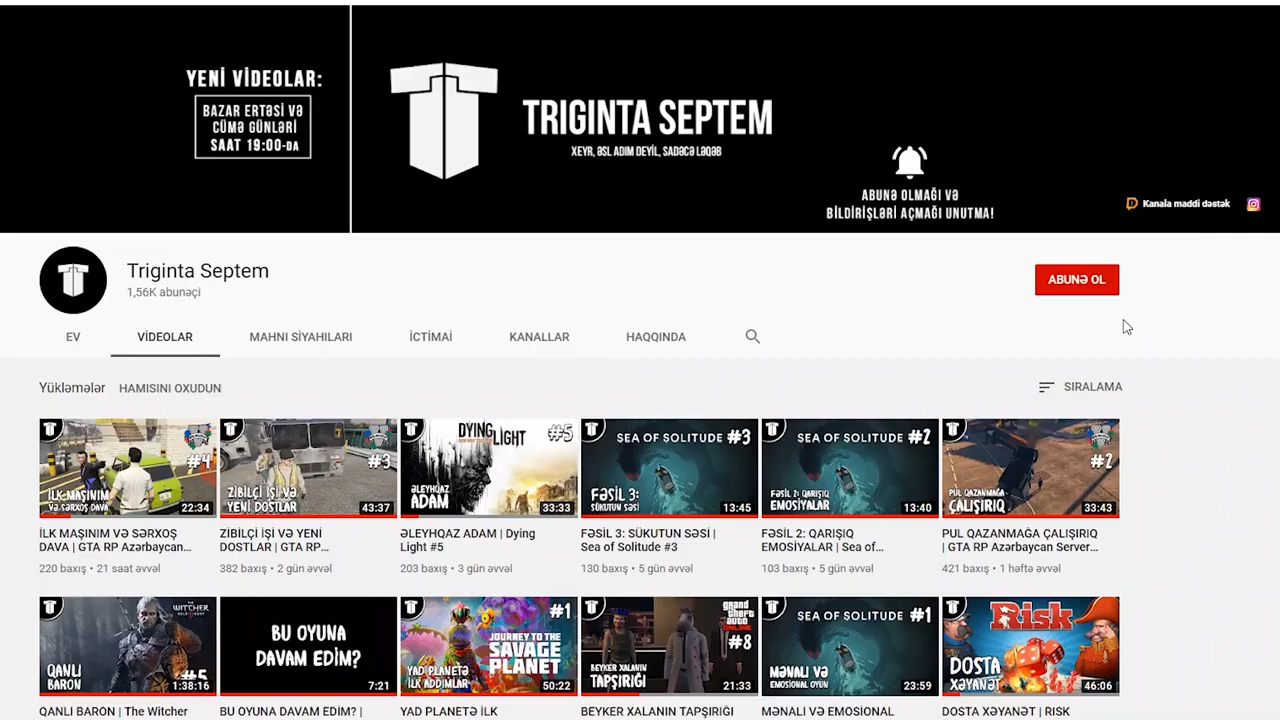 YENİ VİDEOLAR:
BAZAR ERTƏSİ VƏ
CÜMƏ GÜNLƏRİ
SAAT 19:00-DA
TRIGINTA SEPTEM
XEYR, ƏSL ADIM DEYİL, SADƏCƏ LƏQƏB
ABUNƏ OLMAĞI VƏ
BİLDİRİŞLƏRİ AÇMAĞI UNUTMA!
Kanala maddi dəstək
Triginta Septem
1,56K abunəçi
ABUNƏ OL
EV VİDEOLAR MAHNI SİYAHILARI İCTİMAİ KANALLAR HAQQINDA
Yükləmələr HAMISINI OXUDUN
SIRALAMA
#4
İLK MAŞINIM
VƏ SƏRXOŞ DAVA
22:34
#3
ZİBİLÇİ İŞİ VƏ
YENİ DOSTLAR
43:37
DYING LIGHT
#5
ƏLEYHQAZ
ADAM
33:33
SEA OF SOLITUDE #3
FƏSİL 3:
SÜKUTUN SƏSİ
13:45
SEA OF SOLITUDE #2
FƏSİL 2: QARIŞIQ
EMOSİYALAR
13:40
#2
PUL QAZANMAĞA
ÇALIŞIRIQ
33:43
İLK MAŞINIM VƏ SƏRXOŞ
DAVA | GTA RP Azərbaycan...
220 baxış • 21 saat əvvəl
ZİBİLÇİ İŞİ VƏ YENİ
DOSTLAR | GTA RP...
382 baxış • 2 gün əvvəl
ƏLEYHQAZ ADAM | Dying
Light #5
203 baxış • 3 gün əvvəl
FƏSİL 3: SÜKUTUN SƏSİ |
Sea of Solitude #3
130 baxış • 5 gün əvvəl
FƏSİL 2: QARIŞIQ
EMOSİYALAR | Sea of...
103 baxış • 5 gün əvvəl
PUL QAZANMAĞA ÇALIŞIRIQ
| GTA RP Azərbaycan Server...
421 baxış • 1 həftə əvvəl
WITCHER
QANLI
BARON
#5
1:38:16
BU OYUNA
DAVAM EDİM?
7:21
#1
JOURNEY TO THE
SAVAGE
PLANET
YAD PLANETƏ
İLK ADDIMLAR
50:22
grand
theft
auto
ONLINE
#8
BEYKER XALANIN
TAPŞIRIĞI
21:33
SEA OF SOLITUDE #1
MƏNALI VƏ
EMOSIONAL OYUN
23:59
Risk
DOSTA
XƏYANƏT
46:06
QANLI BARON | The Witcher
BU OYUNA DAVAM EDİM? |
YAD PLANETƏ İLK
BEYKER XALANIN TAPŞIRIĞI
MƏNALI VƏ EMOSIONAL
DOSTA XƏYANƏT | RISK